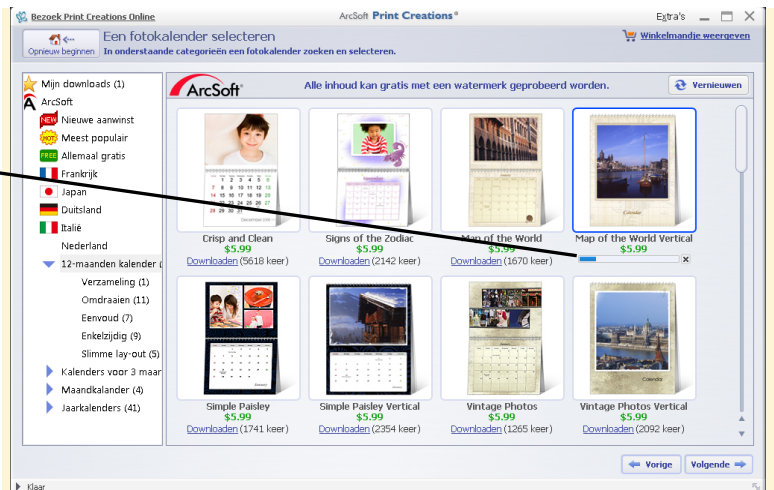 Bezoek Print Creations Online
ArcSoft Print Creations®
Extra's
Opnieuw beginnen
Een fotokalender selecteren
In onderstaande categorieën een fotokalender zoeken en selecteren.
Winkelmandje weergeven
Mijn downloads (1)
ArcSoft
NEW Nieuwe aanwinst
HOT Meest populair
FREE Allemaal gratis
Frankrijk
Japan
Duitsland
Italië
Nederland
12-maanden kalender (
Verzameling (1)
Omdraaien (11)
Eenvoud (7)
Enkelzijdig (9)
Slimme lay-out (5)
Kalenders voor 3 maar
Maandkalander (4)
Jaarkalenders (41)
ArcSoft®
Alle inhoud kan gratis met een watermerk geprobeerd worden.
Vernieuwen
Crisp and Clean
$5.99
Downloaden (5618 keer)
Signs of the Zodiac
$5.99
Downloaden (2142 keer)
Map of the World
$5.99
Downloaden (1670 keer)
Calendar
Map of the World Vertical
$5.99
Simple Paisley
$5.99
Downloaden (1741 keer)
Simple Paisley Vertical
$5.99
Downloaden (2354 keer)
Vintage Photos
$5.99
Downloaden (1265 keer)
Calendar
Vintage Photos Vertical
$5.99
Downloaden (2092 keer)
Vorige
Volgende
Klaar